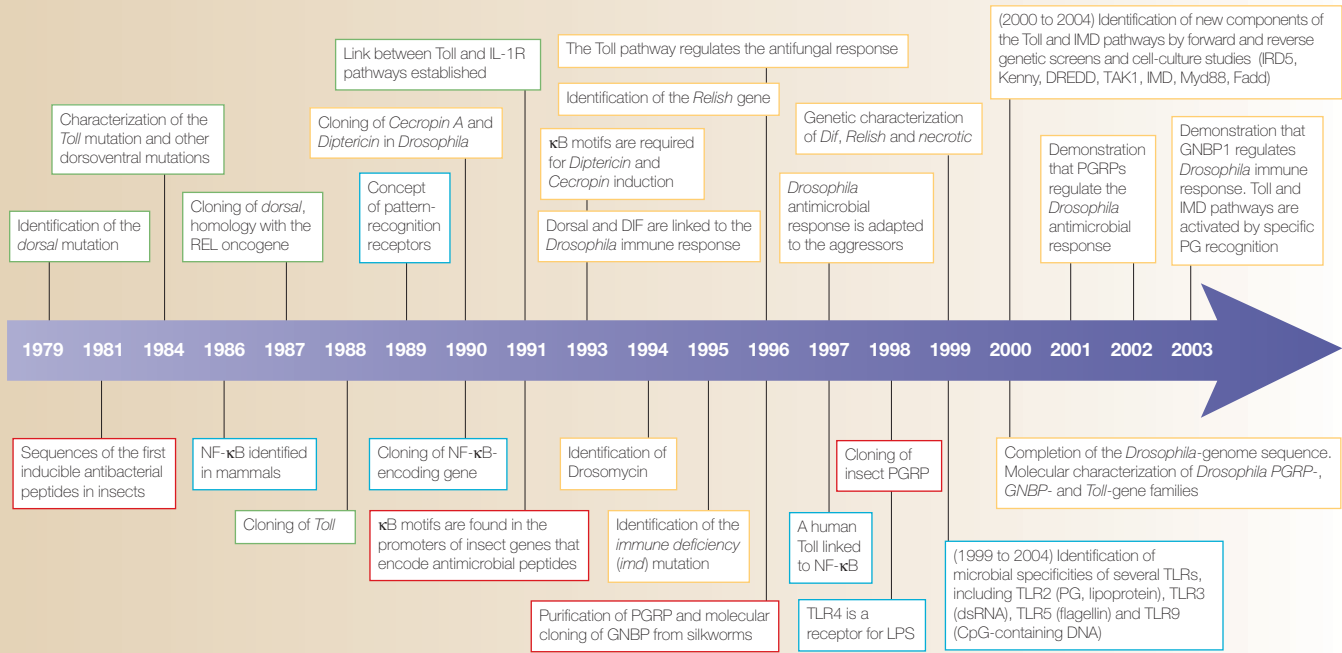 Identification of the
dorsal mutation
Characterization of the
Toll mutation and other
dorsoventral mutations
Cloning of dorsal,
homology with the
REL oncogene
Link between Toll and IL-1R
pathways established
Cloning of Cecropin A and
Diptericin in Drosophila
Concept
of pattern-
recognition
receptors
The Toll pathway regulates the antifungal response
Identification of the Relish gene
κB motifs are required
for Diptericin and
Cecropin induction
Dorsal and DIF are linked to the
Drosophila immune response
Genetic characterization
of Dif, Relish and necrotic
Drosophila
antimicrobial
response is adapted
to the aggressors
(2000 to 2004) Identification of new components of
the Toll and IMD pathways by forward and reverse
genetic screens and cell-culture studies (IRD5,
Kenny, DREDD, TAK1, IMD, Myd88, Fadd)
Demonstration
that PGRPs
regulate the
Drosophila
antimicrobial
response
Demonstration that
GNBP1 regulates
Drosophila immune
response. Toll and
IMD pathways are
activated by specific
PG recognition
1979 1981 1984 1986 1987 1988 1989 1990 1991 1993 1994 1995 1996 1997 1998 1999 2000 2001 2002 2003
Sequences of the first
inducible antibacterial
peptides in insects
NF-κB identified
in mammals
Cloning of Toll
Cloning of NF-κB-
encoding gene
κB motifs are found in the
promoters of insect genes that
encode antimicrobial peptides
Identification of
Drosomycin
Identification of the
immune deficiency
(imd) mutation
Purification of PGRP and molecular
cloning of GNBP from silkworms
Cloning of
insect PGRP
A human
Toll linked
to NF-κB
TLR4 is a
receptor for LPS
Completion of the Drosophila-genome sequence.
Molecular characterization of Drosophila PGRP-,
GNBP- and Toll-gene families
(1999 to 2004) Identification of
microbial specificities of several TLRs,
including TLR2 (PG, lipoprotein), TLR3
(dsRNA), TLR5 (flagellin) and TLR9
(CpG-containing DNA)